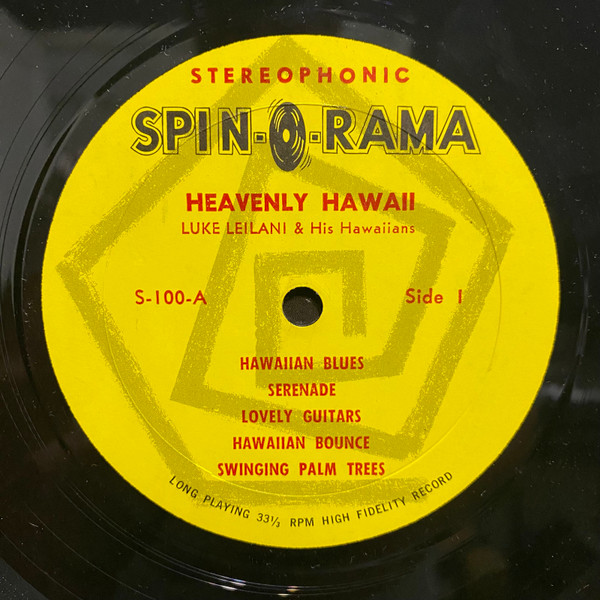 STEREOPHONIC
SPIN-O-RAMA
HEAVENLY HAWAII
LUKE LEILANI & His Hawaiians
S-100-A
Side 1
HAWAIIAN BLUES
SERENADE
LOVELY GUITARS
HAWAIIAN BOUNCE
SWINGING PALM TREES
LONG PLAYING 33⅓ RPM HIGH FIDELITY RECORD